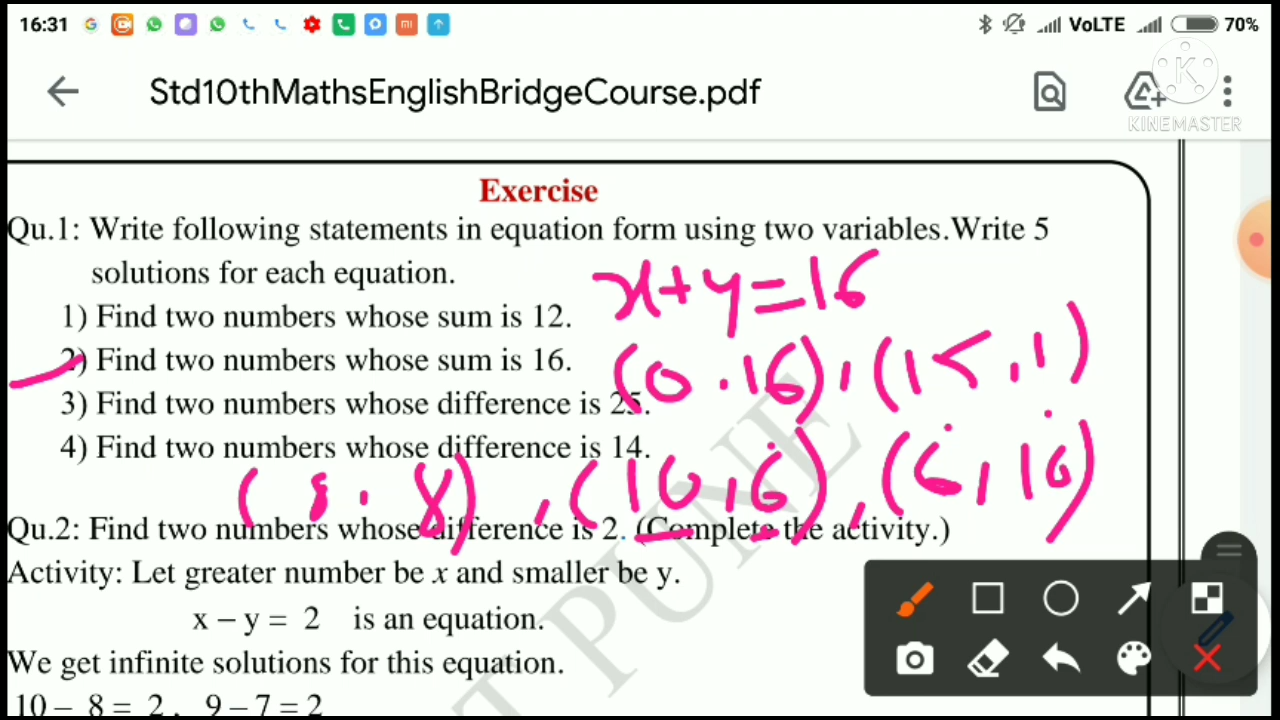 16:31 VoLTE 70%
Std10thMathsEnglishBridgeCourse.pdf
K
KINEMASTER
Exercise
Qu.1: Write following statements in equation form using two variables.Write 5
solutions for each equation.
x+y=16
1) Find two numbers whose sum is 12.
2) Find two numbers whose sum is 16.
(0,16), (15,1)
3) Find two numbers whose difference is 25.
4) Find two numbers whose difference is 14.
(8,8), (10,6), (6,10)
Qu.2: Find two numbers whose difference is 2. (Complete the activity.)
Activity: Let greater number be x and smaller be y.
x – y = 2 is an equation.
We get infinite solutions for this equation.
10 – 8 = 2, 9 – 7 = 2